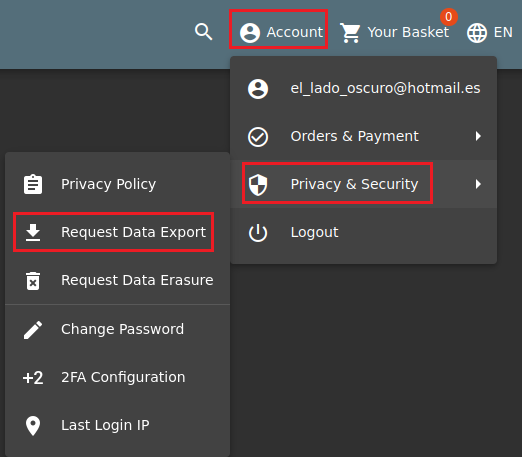 Account
0
Your Basket
EN
el_lado_oscuro@hotmail.es
Orders & Payment
Privacy & Security
Logout
Privacy Policy
Request Data Export
Request Data Erasure
Change Password
+2 2FA Configuration
Last Login IP